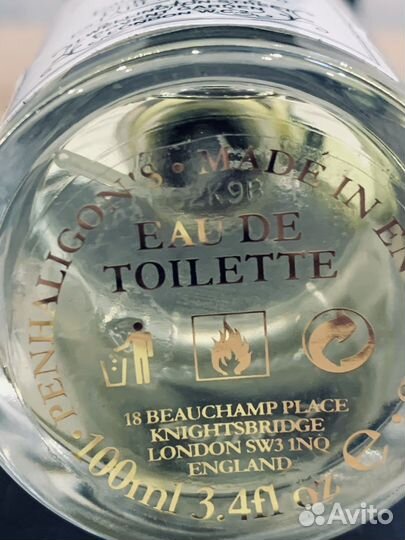 PENHALIGON'S • MADE IN EN
EAU DE
TOILETTE
18 BEAUCHAMP PLACE
KNIGHTSBRIDGE
LONDON SW3 1NQ
ENGLAND
100ml 3.4fl oz e
Avito